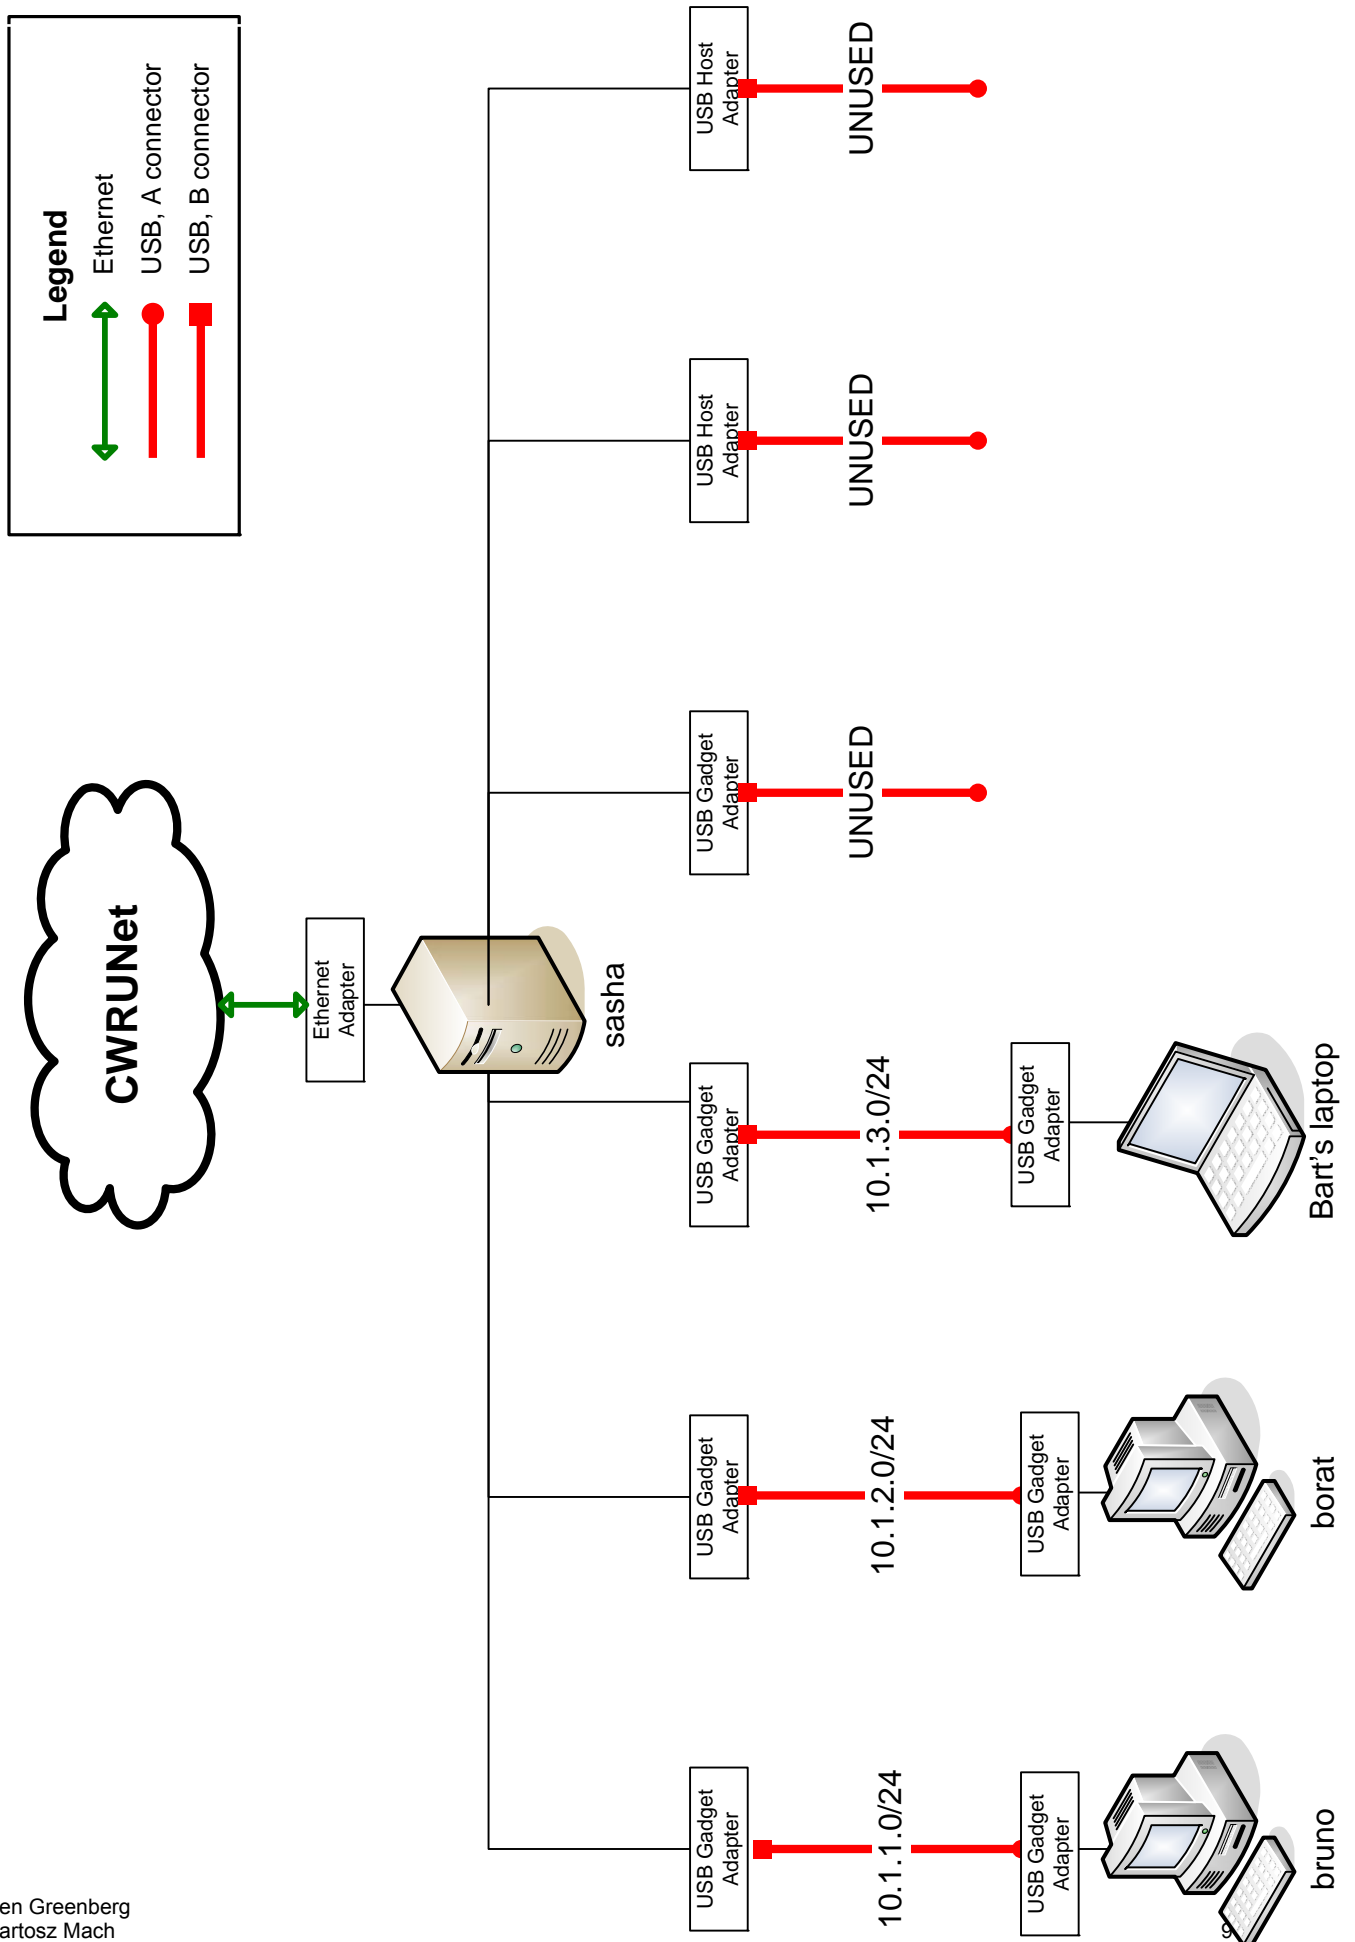 Legend
Ethernet
USB, A connector
USB, B connector
CWRUNet
Ethernet
Adapter
sasha
USB Gadget
Adapter
USB Gadget
Adapter
USB Gadget
Adapter
USB Gadget
Adapter
USB Host
Adapter
USB Host
Adapter
10.1.1.0/24
10.1.2.0/24
10.1.3.0/24
UNUSED
UNUSED
UNUSED
USB Gadget
Adapter
USB Gadget
Adapter
USB Gadget
Adapter
bruno
borat
Bart's laptop
en Greenberg
artosz Mach
9